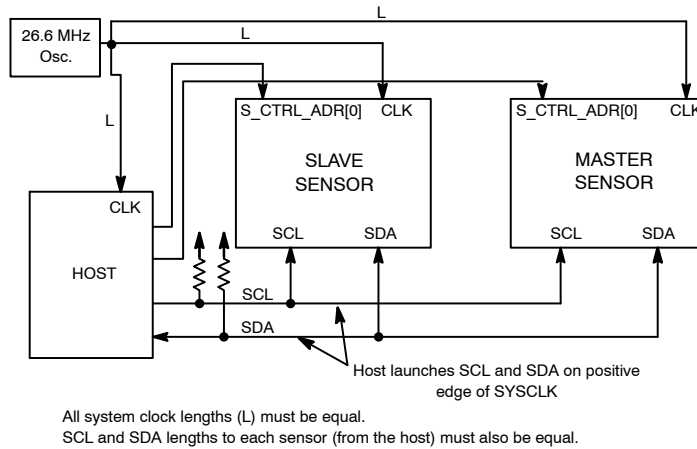 26.6 MHz
Osc.
L
L
L
S_CTRL_ADR[0]
CLK
SLAVE
SENSOR
SCL
SDA
S_CTRL_ADR[0]
CLK
MASTER
SENSOR
SCL
SDA
CLK
HOST
SCL
SDA
Host launches SCL and SDA on positive
edge of SYSCLK
All system clock lengths (L) must be equal.
SCL and SDA lengths to each sensor (from the host) must also be equal.